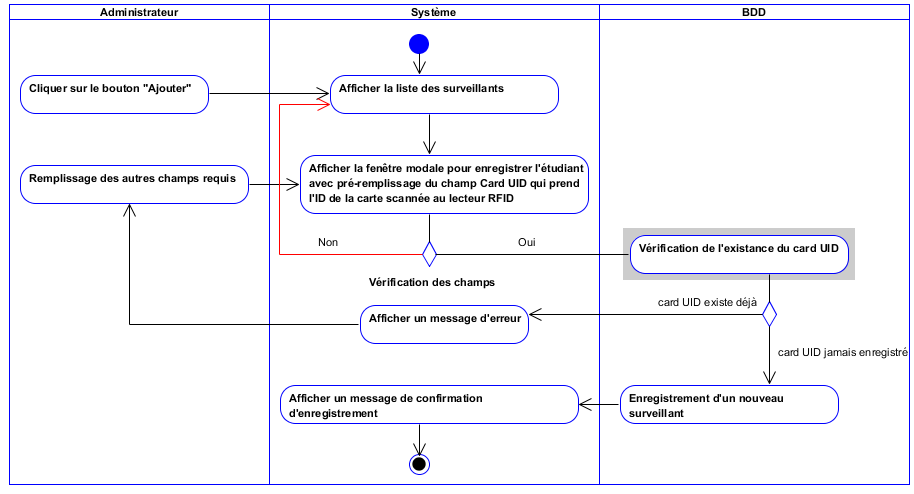 Administrateur
Système
BDD
Cliquer sur le bouton "Ajouter"
Afficher la liste des surveillants
Remplissage des autres champs requis
Afficher la fenêtre modale pour enregistrer l'étudiant
avec pré-remplissage du champ Card UID qui prend
l'ID de la carte scannée au lecteur RFID
Non
Oui
Vérification de l'existance du card UID
Vérification des champs
card UID existe déjà
Afficher un message d'erreur
card UID jamais enregistré
Afficher un message de confirmation
d'enregistrement
Enregistrement d'un nouveau
surveillant